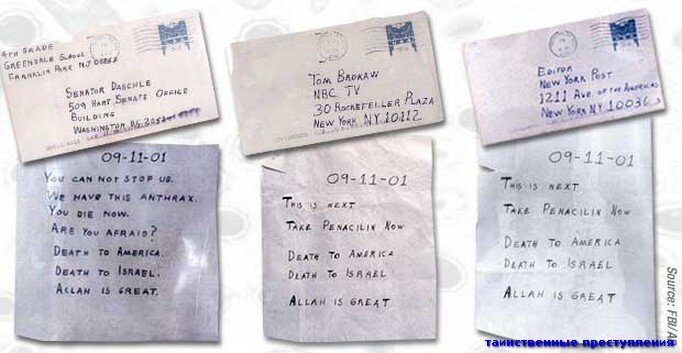 4TH GRADE
GREENDALE SCHOOL
FRANKLIN PARK NJ 08852
SENATOR DASCHLE
509 HART SENATE OFFICE
BUILDING
WASHINGTON DC 20510
TOM BROKAW
NBC TV
30 ROCKEFELLER PLAZA
NEW YORK NY 10112
EDITOR
NEW YORK POST
1211 AVE. OF THE AMERICAS
NEW YORK NY 10036
09-11-01
YOU CAN NOT STOP US.
WE HAVE THIS ANTHRAX.
YOU DIE NOW.
ARE YOU AFRAID?
DEATH TO AMERICA.
DEATH TO ISRAEL.
ALLAH IS GREAT.
09-11-01
THIS IS NEXT
TAKE PENACILIN NOW
DEATH TO AMERICA
DEATH TO ISRAEL
ALLAH IS GREAT
09-11-01
THIS IS NEXT
TAKE PENACILIN NOW
DEATH TO AMERICA
DEATH TO ISRAEL
ALLAH IS GREAT
Source: FBI/A
таинственные преступления